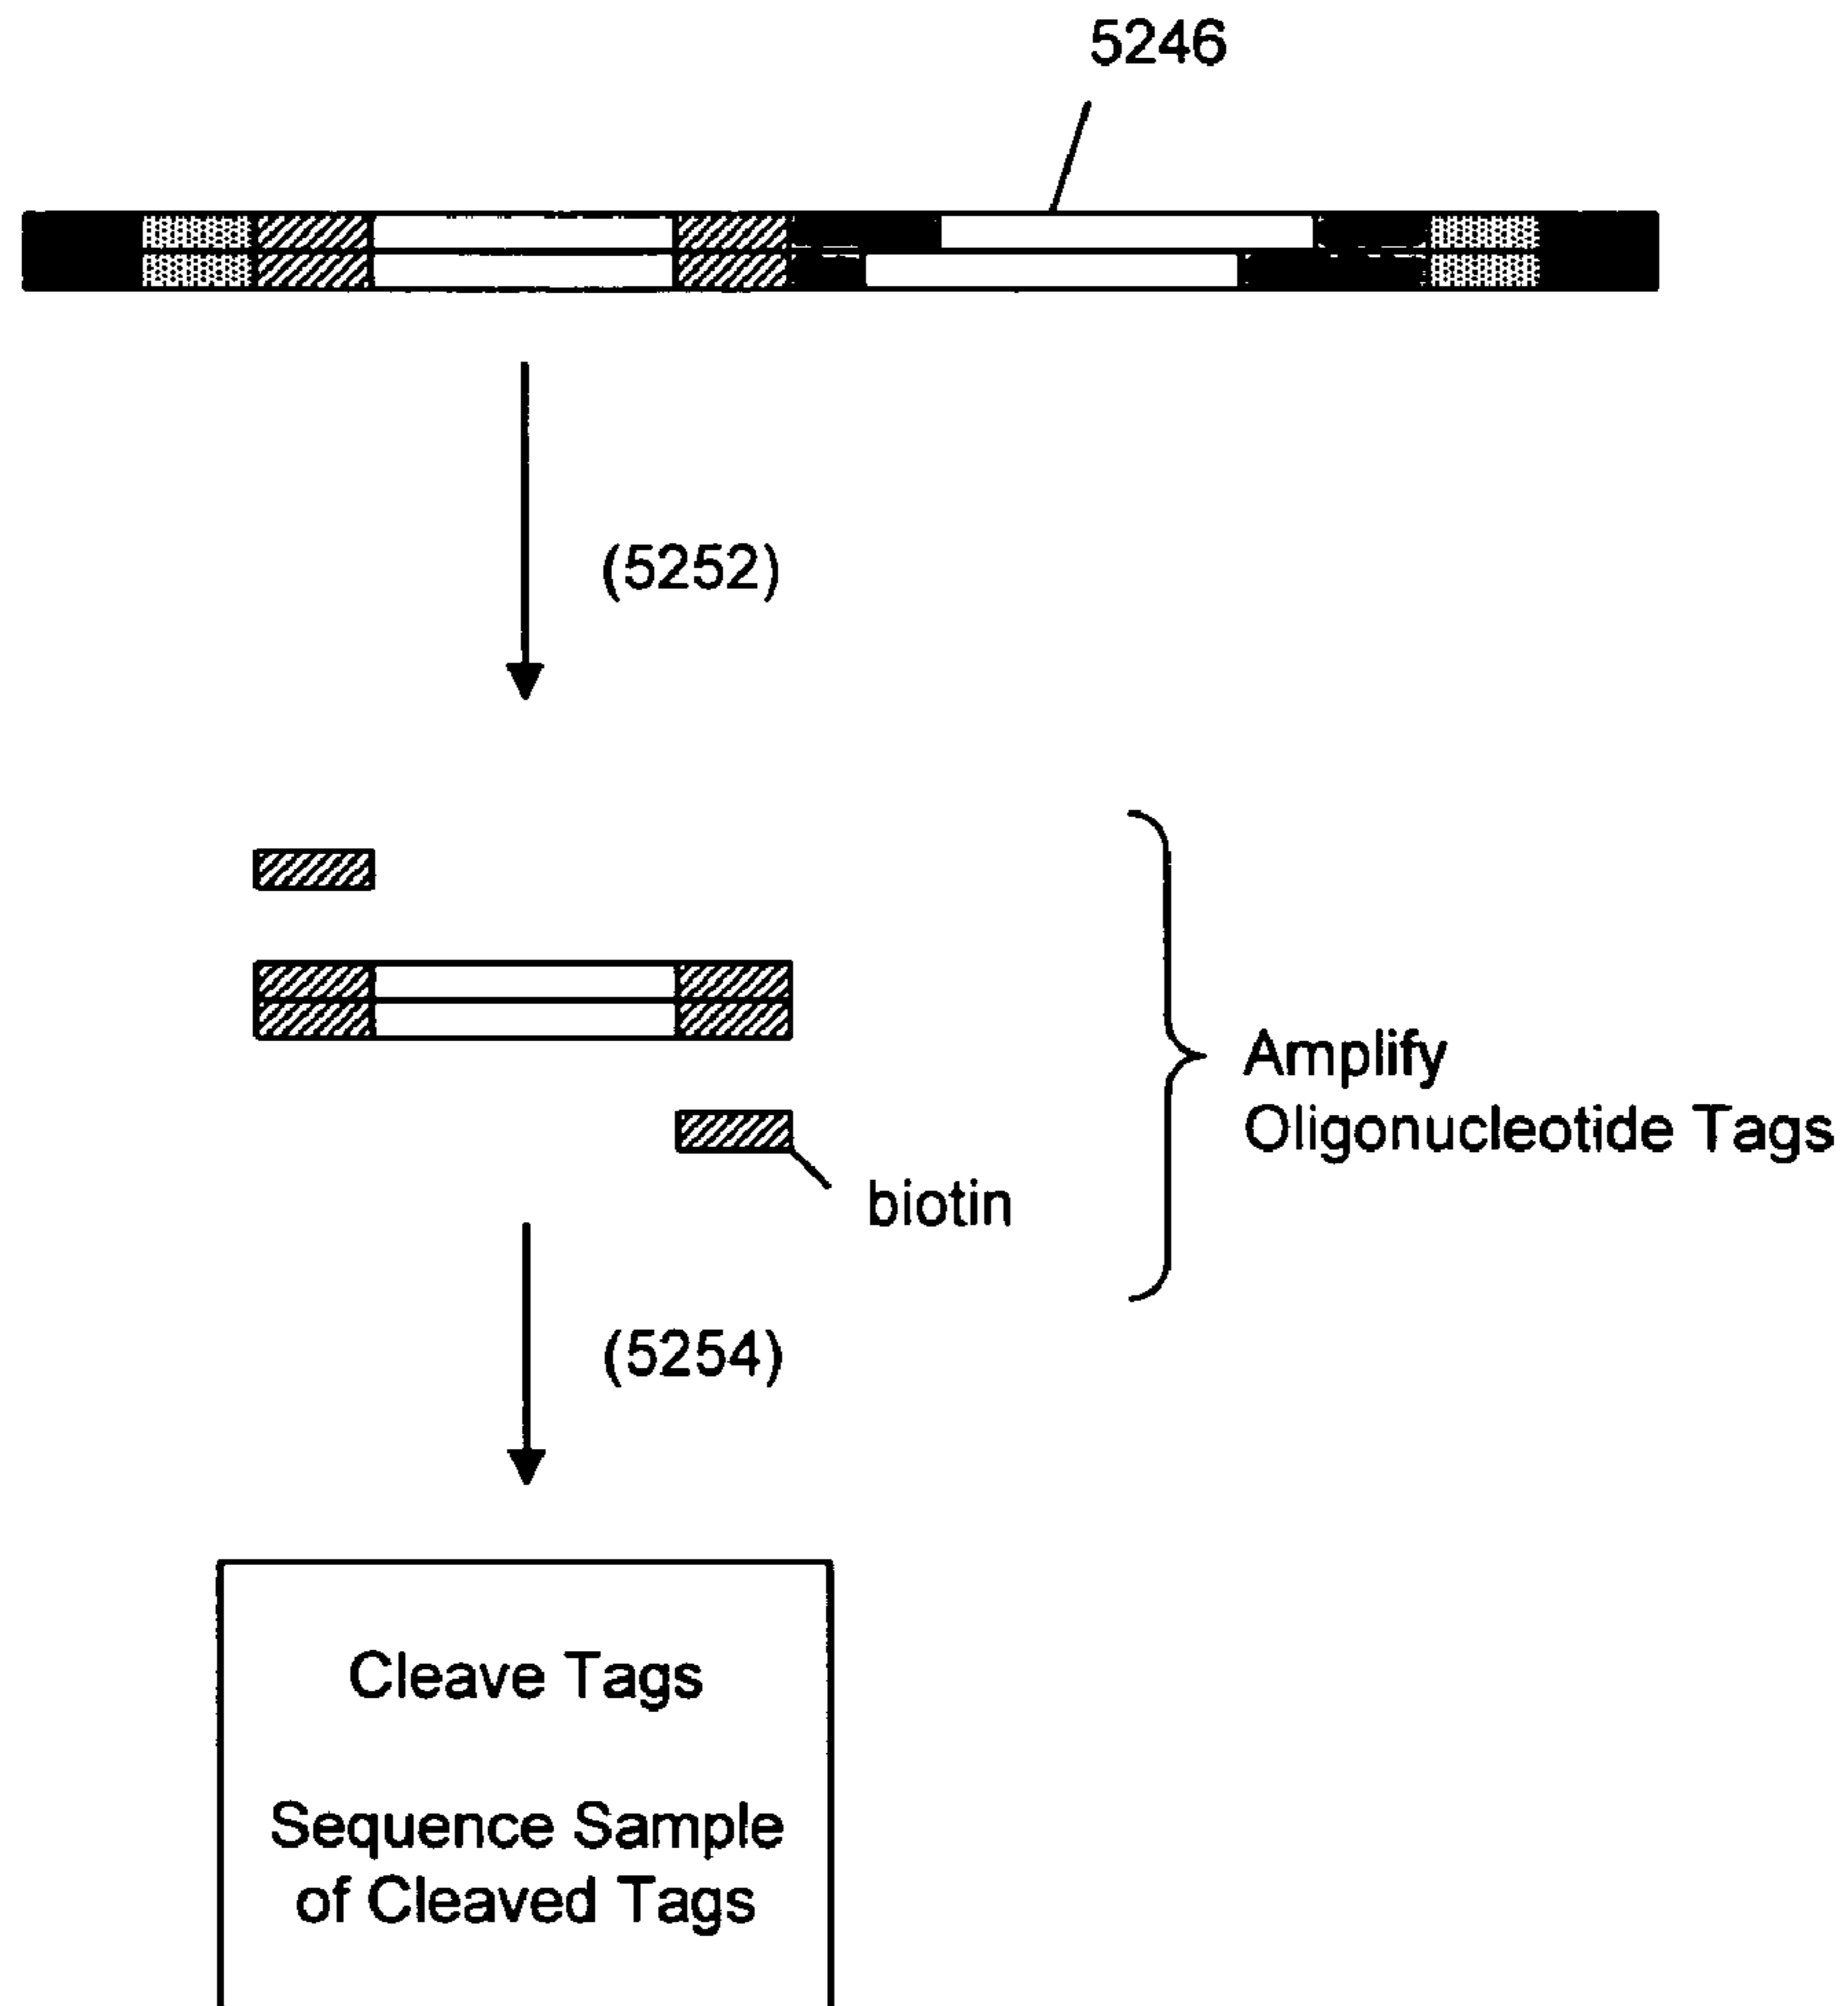 5246
(5252)
Amplify
Oligonucleotide Tags
biotin
(5254)
Cleave Tags
Sequence Sample
of Cleaved Tags